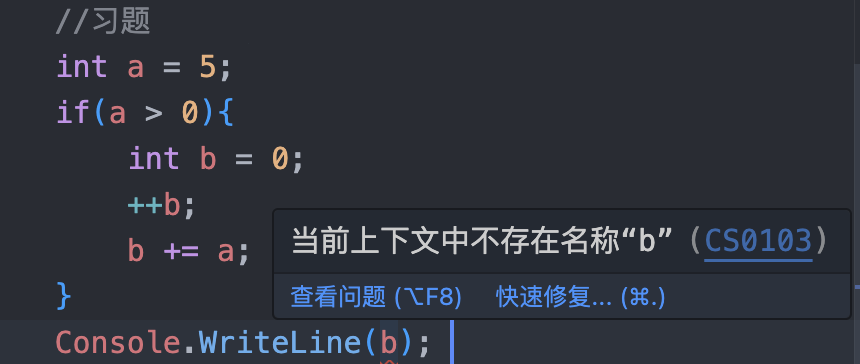 //习题
int a = 5;
if(a > 0){
int b = 0;
++b;
b += a;
当前上下文中不存在名称“b” (CS0103)
查看问题 (⌥F8) 快速修复... (⌘.)
}
Console.WriteLine(b);